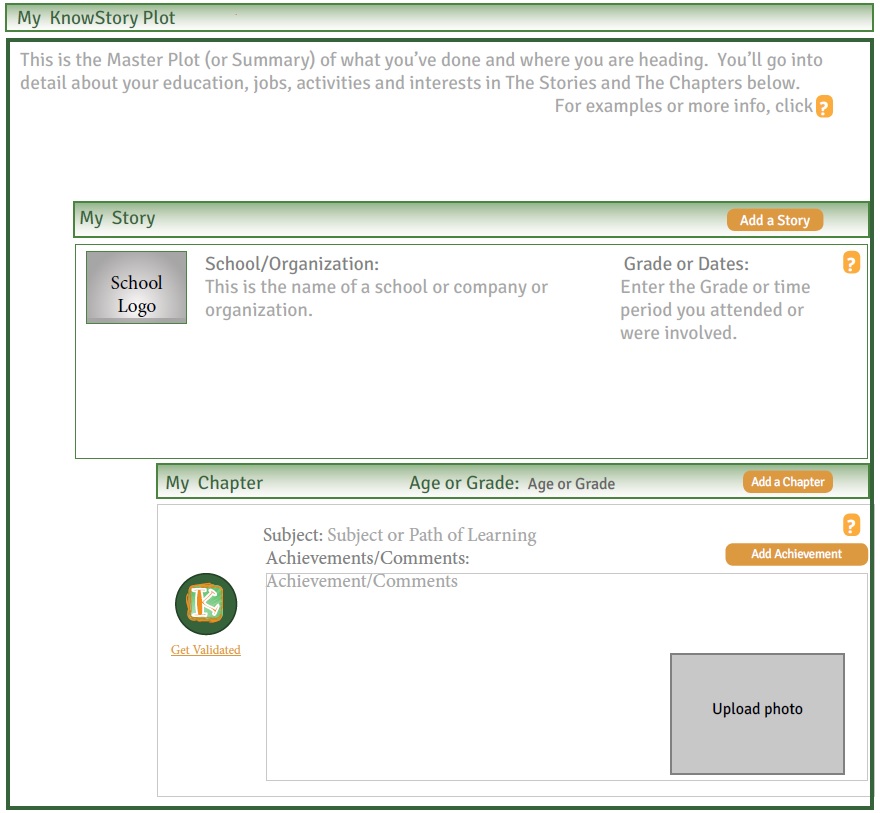 My KnowStory Plot
This is the Master Plot (or Summary) of what you've done and where you are heading. You'll go into
detail about your education, jobs, activities and interests in The Stories and The Chapters below.
For examples or more info, click ?
My Story
Add a Story
School
Logo
School/Organization:
This is the name of a school or company or
organization.
Grade or Dates:
?
Enter the Grade or time
period you attended or
were involved.
My Chapter
Age or Grade: Age or Grade
Add a Chapter
?
Subject: Subject or Path of Learning
Achievements/Comments:
Add Achievement
Achievement/Comments
K
Get Validated
Upload photo